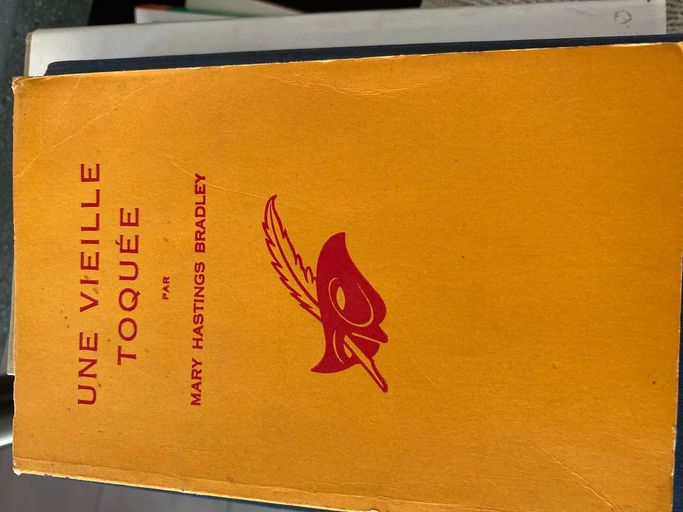 UNE VIEILLE
TOQUÉE
PAR
MARY HASTINGS BRADLEY